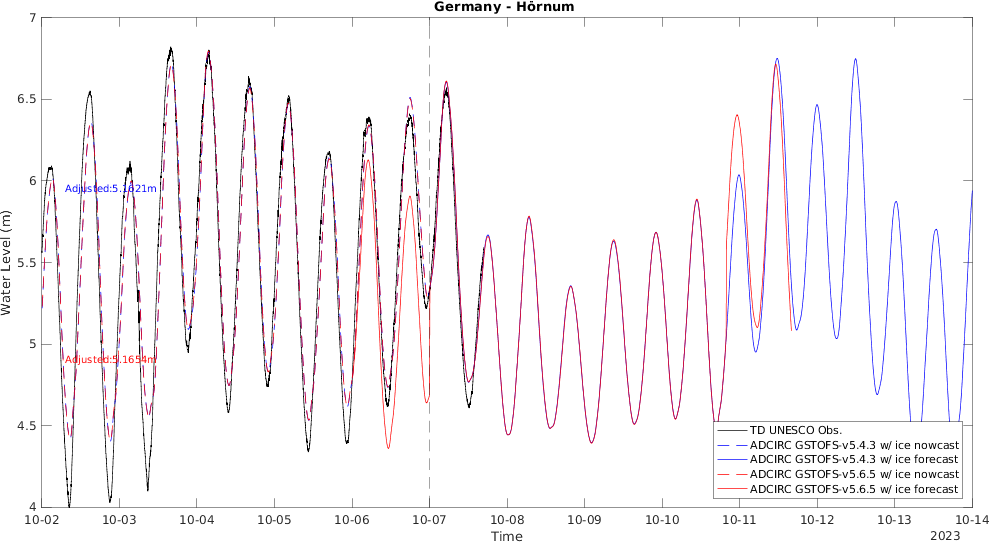 Germany - Hörnum
Water Level (m)
7
6.5
6
5.5
5
4.5
4
Adjusted:5.1621m
Adjusted:5.1654m
TD UNESCO Obs.
ADCIRC GSTOFS-v5.4.3 w/ ice nowcast
ADCIRC GSTOFS-v5.4.3 w/ ice forecast
ADCIRC GSTOFS-v5.6.5 w/ ice nowcast
ADCIRC GSTOFS-v5.6.5 w/ ice forecast
10-02 10-03 10-04 10-05 10-06 10-07 10-08 10-09 10-10 10-11 10-12 10-13 10-14
Time
2023